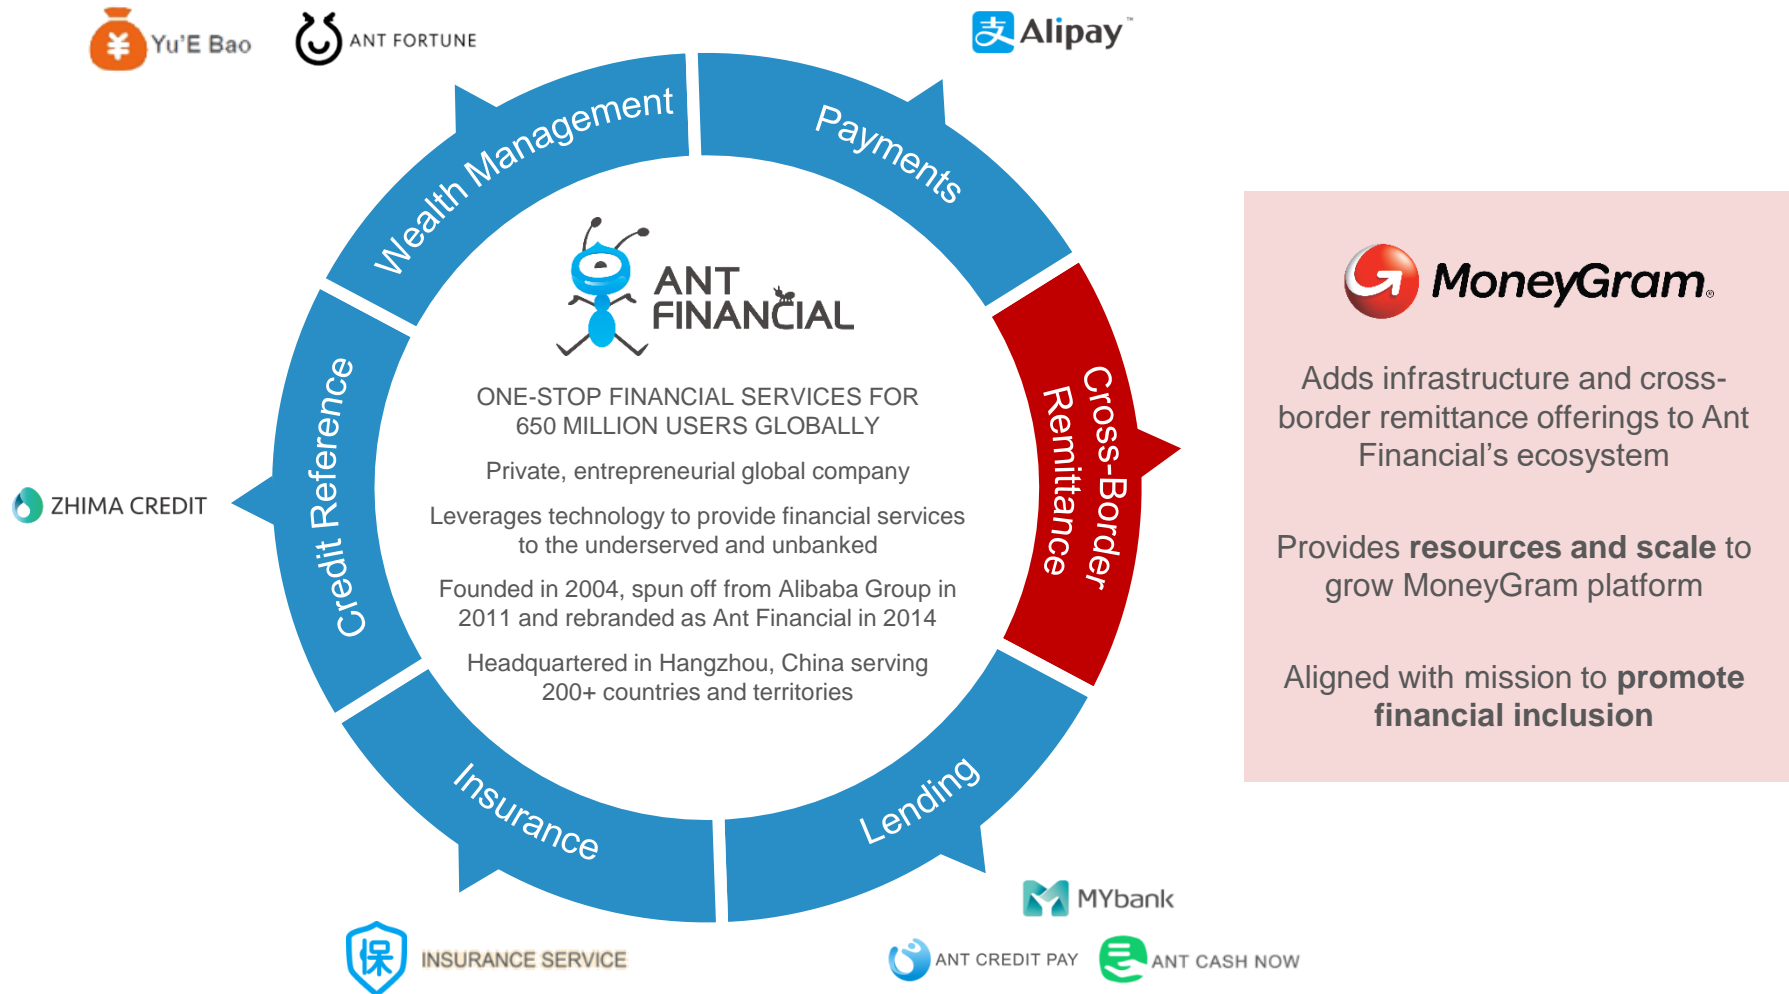 Yu'E Bao
ANT FORTUNE
支 Alipay™
Wealth Management
Payments
Cross-Border
Remittance
Lending
Insurance
Credit Reference
ANT
FINANCIAL
ONE-STOP FINANCIAL SERVICES FOR
650 MILLION USERS GLOBALLY
Private, entrepreneurial global company
Leverages technology to provide financial services
to the underserved and unbanked
Founded in 2004, spun off from Alibaba Group in
2011 and rebranded as Ant Financial in 2014
Headquartered in Hangzhou, China serving
200+ countries and territories
ZHIMA CREDIT
保 INSURANCE SERVICE
MYbank
ANT CREDIT PAY
ANT CASH NOW
MoneyGram®
Adds infrastructure and cross-
border remittance offerings to Ant
Financial’s ecosystem
Provides resources and scale to
grow MoneyGram platform
Aligned with mission to promote
financial inclusion